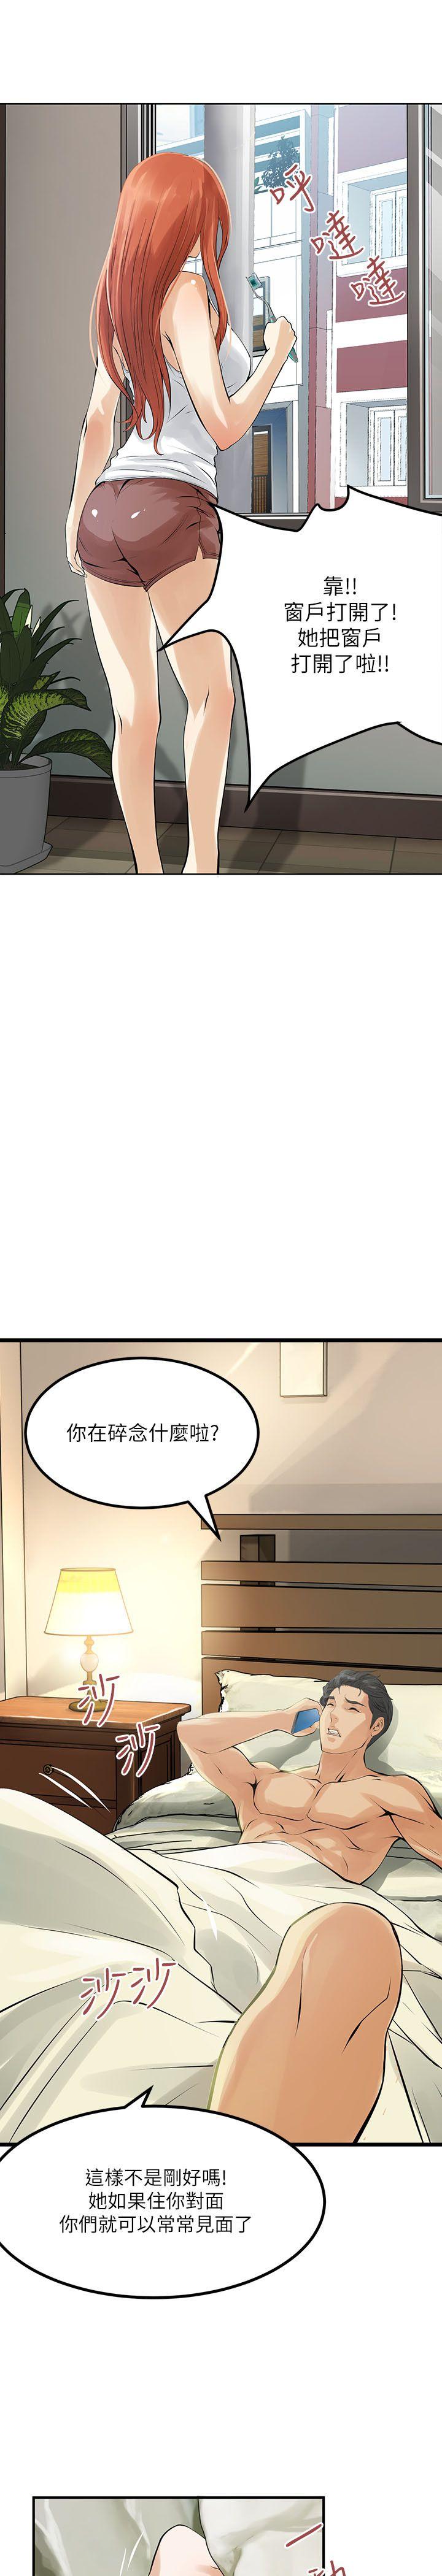 呼
噠
噠
靠!!
窗戶打開了!
她把窗戶
打開了啦!!
你在碎念什麼啦?
沙
沙
沙沙
這樣不是剛好嗎!
她如果住你對面
你們就可以常常見面了